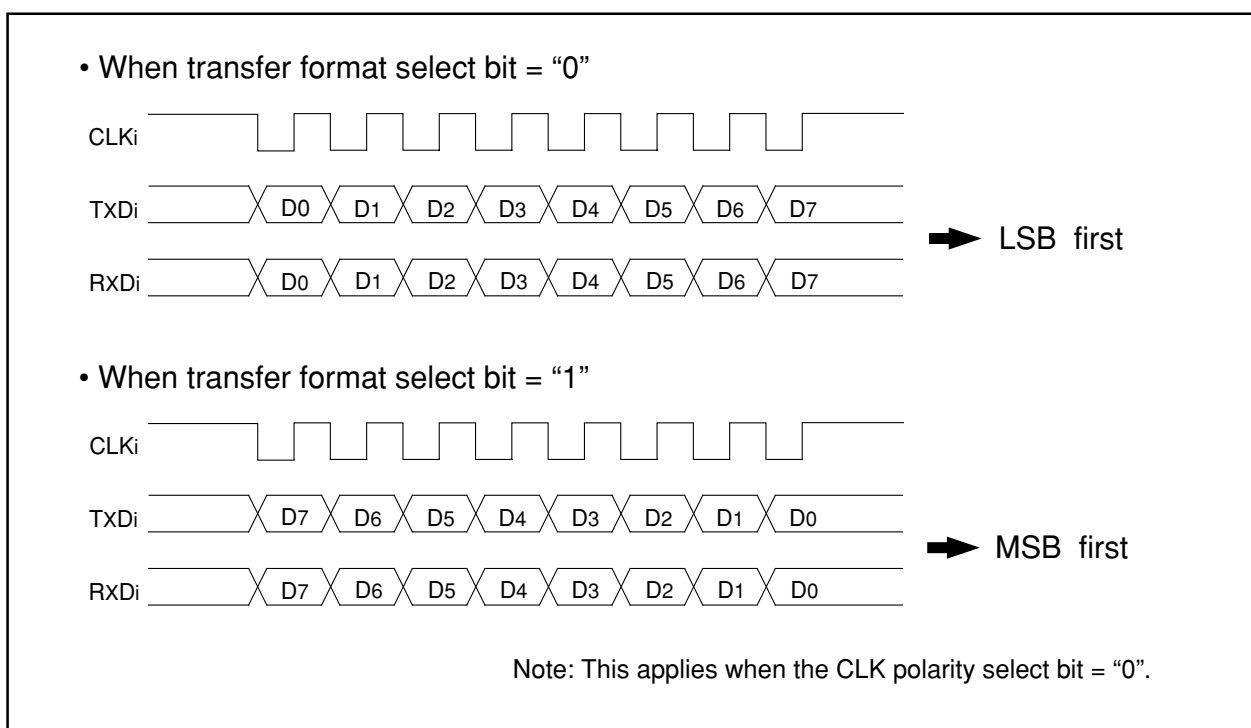 • When transfer format select bit = “0”
CLKi
TXDi D0 D1 D2 D3 D4 D5 D6 D7
LSB first
RXDi D0 D1 D2 D3 D4 D5 D6 D7
• When transfer format select bit = “1”
CLKi
TXDi D7 D6 D5 D4 D3 D2 D1 D0
MSB first
RXDi D7 D6 D5 D4 D3 D2 D1 D0
Note: This applies when the CLK polarity select bit = “0”.